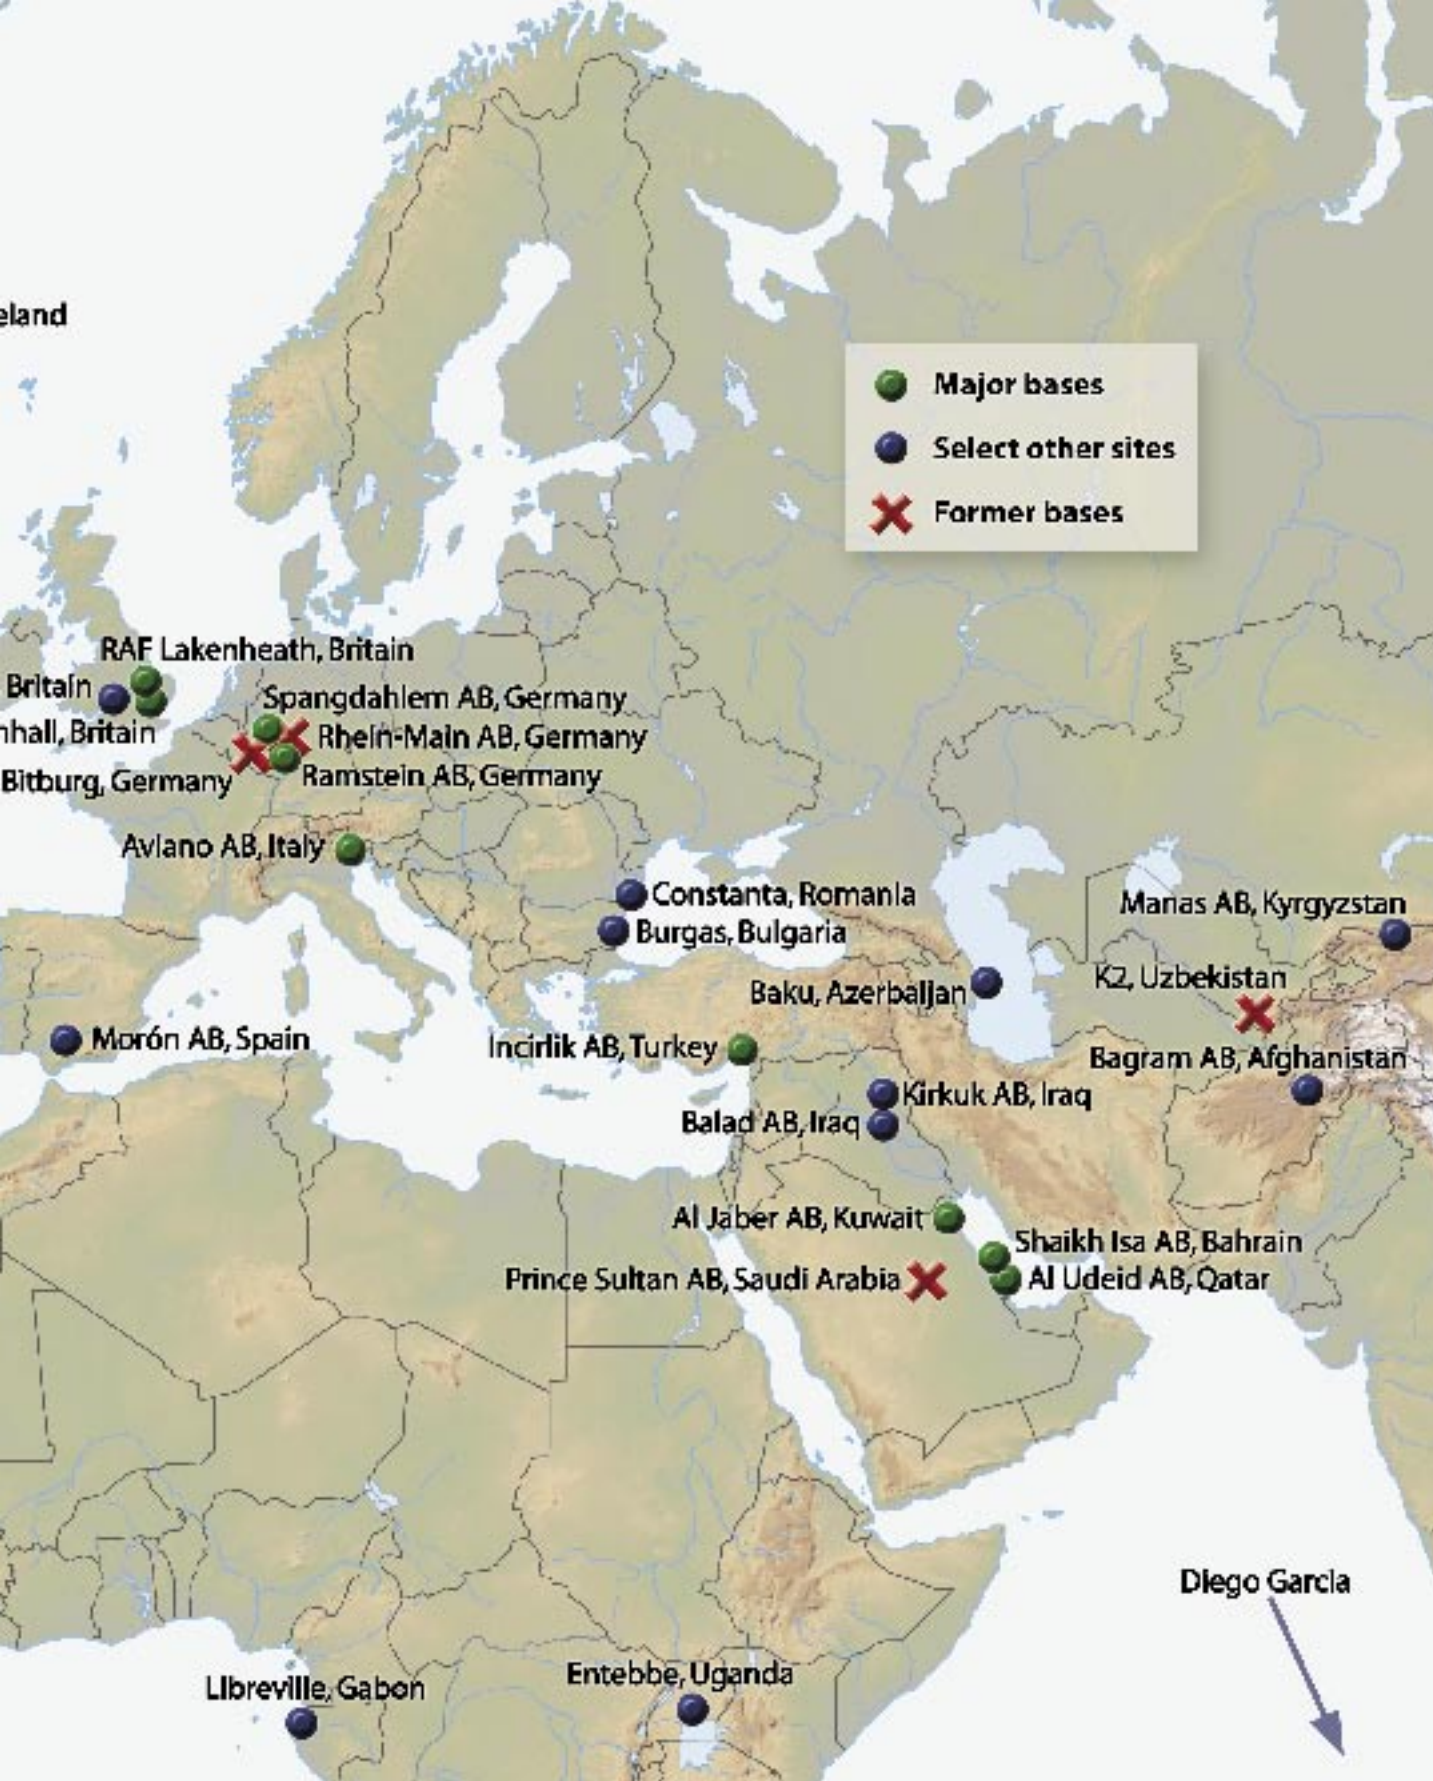 eland
Major bases
Select other sites
Former bases
RAF Lakenheath, Britain
Britain
nhall, Britain
Spangdahlem AB, Germany
Rhein-Main AB, Germany
Bitburg, Germany
Ramstein AB, Germany
Aviano AB, Italy
Constanta, Romania
Burgas, Bulgaria
Manas AB, Kyrgyzstan
K2, Uzbekistan
Baku, Azerbaijan
Morón AB, Spain
Incirlik AB, Turkey
Bagram AB, Afghanistan
Kirkuk AB, Iraq
Balad AB, Iraq
Al Jaber AB, Kuwait
Shaikh Isa AB, Bahrain
Prince Sultan AB, Saudi Arabia
Al Udeid AB, Qatar
Diego Garcia
Libreville, Gabon
Entebbe, Uganda